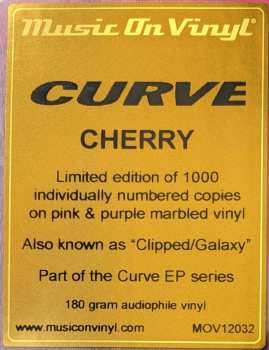 Music On Vinyl®
CURVE
CHERRY
Limited edition of 1000
individually numbered copies
on pink & purple marbled vinyl
Also known as “Clipped/Galaxy”
Part of the Curve EP series
180 gram audiophile vinyl
www.musiconvinyl.com MOV12032